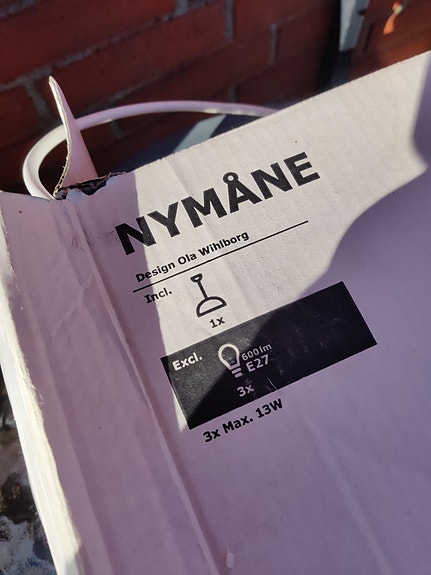 NYMÅNE
Design Ola Wihlborg
Incl.
1x
Excl.
600 lm
E27
3x
3x Max. 13W